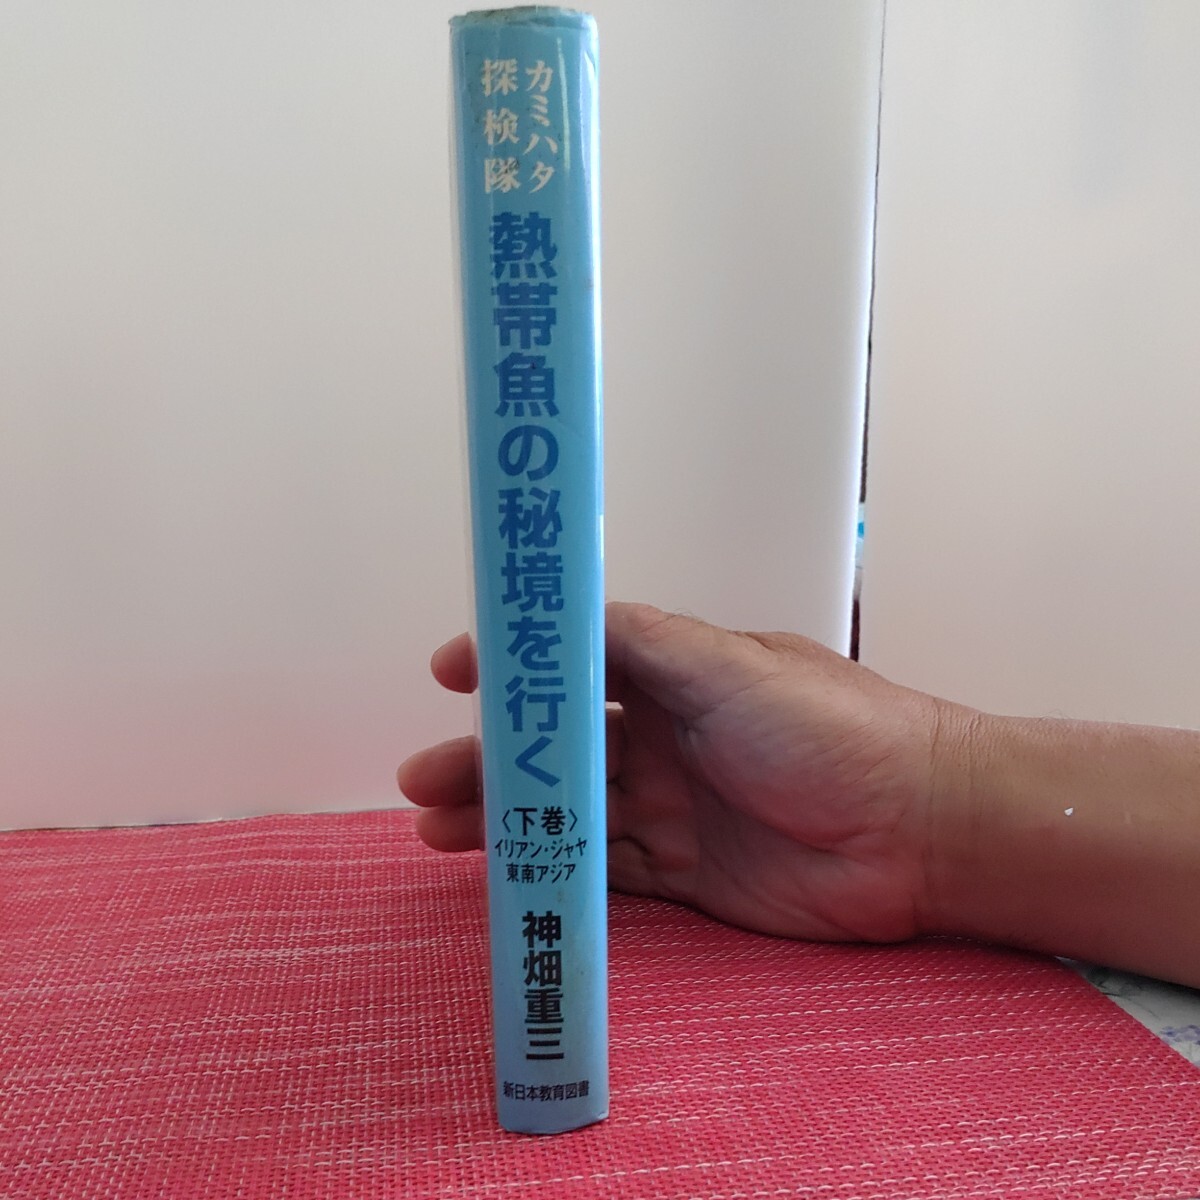 カミハタ
探検隊
熱帯魚の秘境を行く
〈下巻〉
イリアン・ジャヤ
東南アジア
神畑重三
新日本教育図書